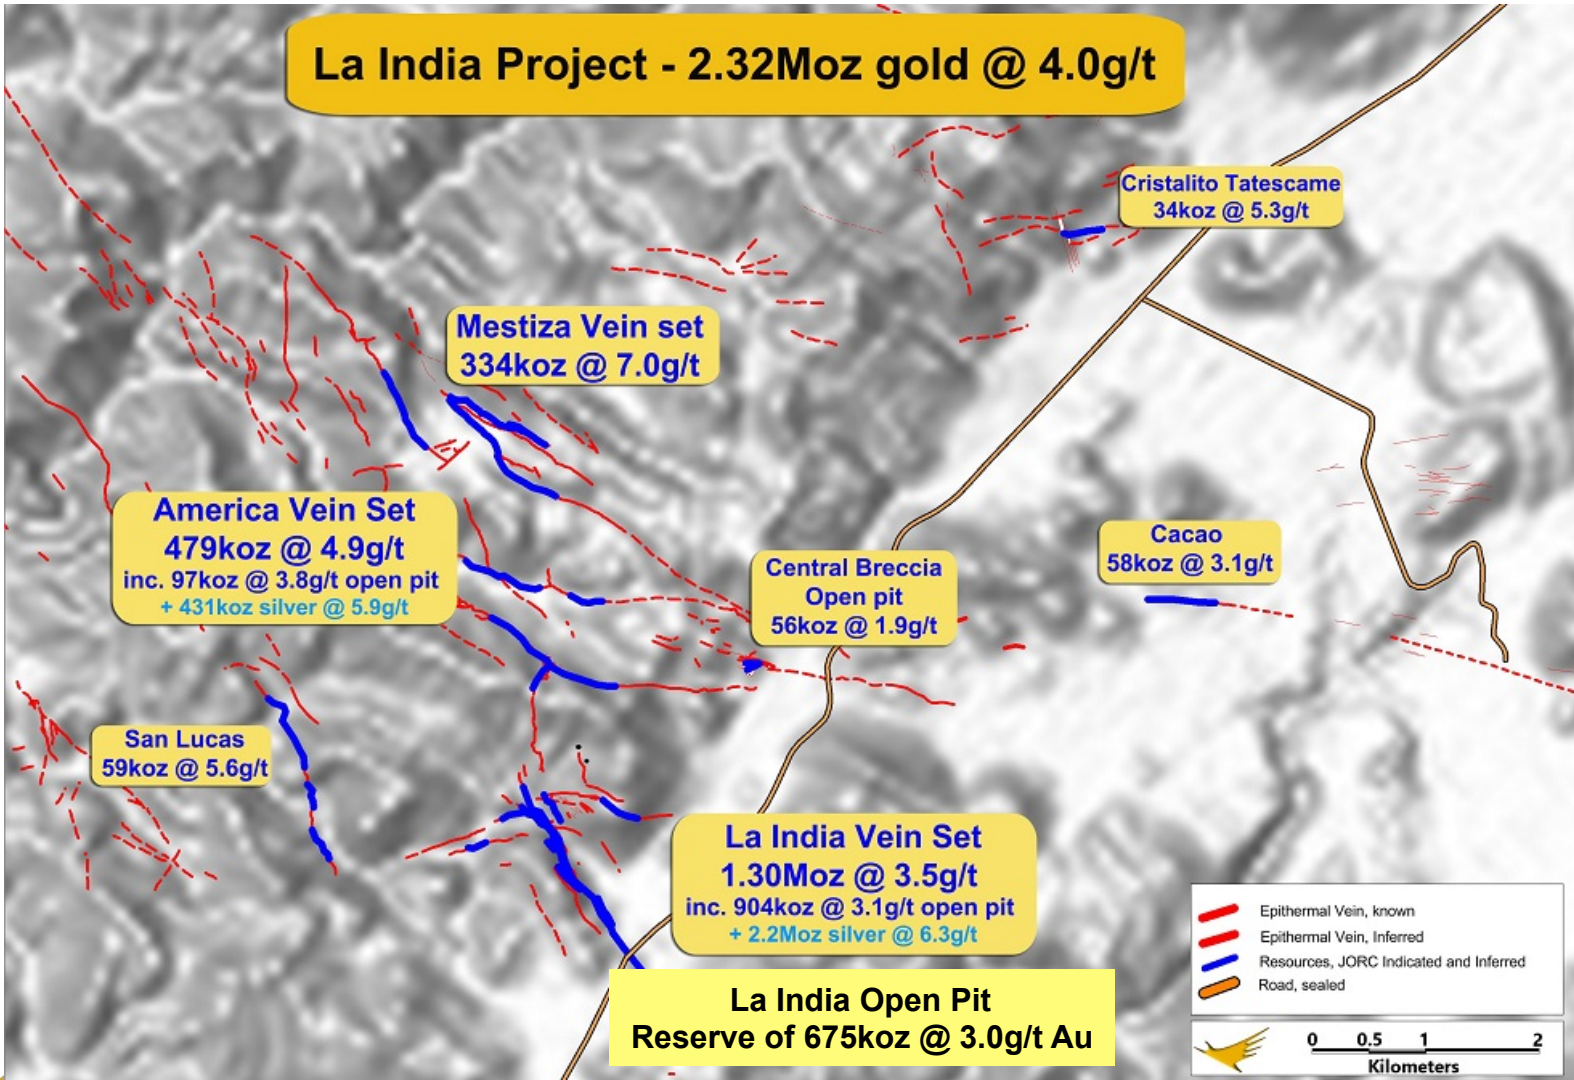 La India Project - 2.32Moz gold @ 4.0g/t
Cristalito Tatescame
34koz @ 5.3g/t
Mestiza Vein set
334koz @ 7.0g/t
America Vein Set
479koz @ 4.9g/t
inc. 97koz @ 3.8g/t open pit
+ 431koz silver @ 5.9g/t
Central Breccia
Open pit
56koz @ 1.9g/t
Cacao
58koz @ 3.1g/t
San Lucas
59koz @ 5.6g/t
La India Vein Set
1.30Moz @ 3.5g/t
inc. 904koz @ 3.1g/t open pit
+ 2.2Moz silver @ 6.3g/t
La India Open Pit
Reserve of 675koz @ 3.0g/t Au
Epithermal Vein, known
Epithermal Vein, Inferred
Resources, JORC Indicated and Inferred
Road, sealed
0 0.5 1 2
Kilometers